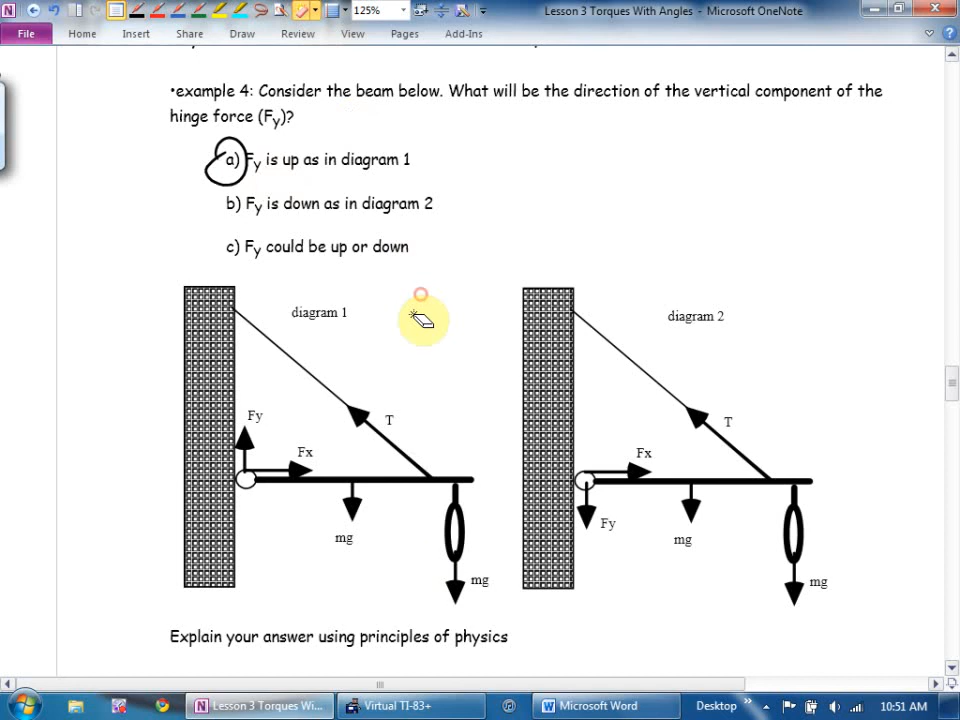 125%
Lesson 3 Torques With Angles - Microsoft OneNote
File Home Insert Share Draw Review View Pages Add-Ins
•example 4: Consider the beam below. What will be the direction of the vertical component of the
hinge force (Fy)?
a) Fy is up as in diagram 1
b) Fy is down as in diagram 2
c) Fy could be up or down
diagram 1
diagram 2
Fy
T
T
Fx
Fx
Fy
mg
mg
mg
mg
Explain your answer using principles of physics
Lesson 3 Torques Wi... Virtual TI-83+ Microsoft Word Desktop 10:51 AM